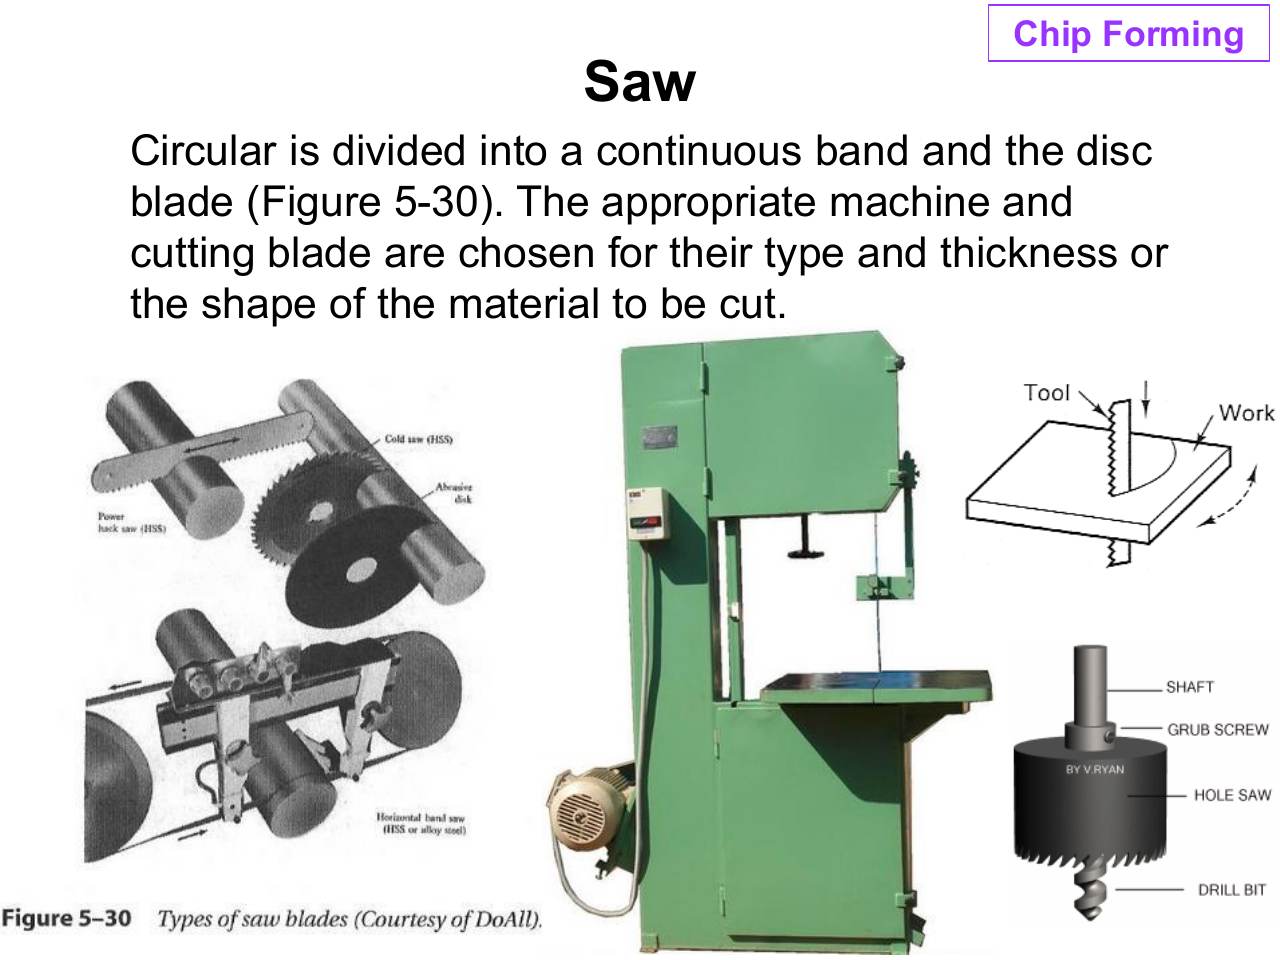 Chip Forming
Saw
Circular is divided into a continuous band and the disc
blade (Figure 5-30). The appropriate machine and
cutting blade are chosen for their type and thickness or
the shape of the material to be cut.
Cold saw (HSS)
Abrasive
disk
Power
hack saw (HSS)
Horizontal band saw
(HSS or alloy steel)
Figure 5–30 Types of saw blades (Courtesy of DoAll).
Tool
Work
SHAFT
GRUB SCREW
BY V.RYAN
HOLE SAW
DRILL BIT